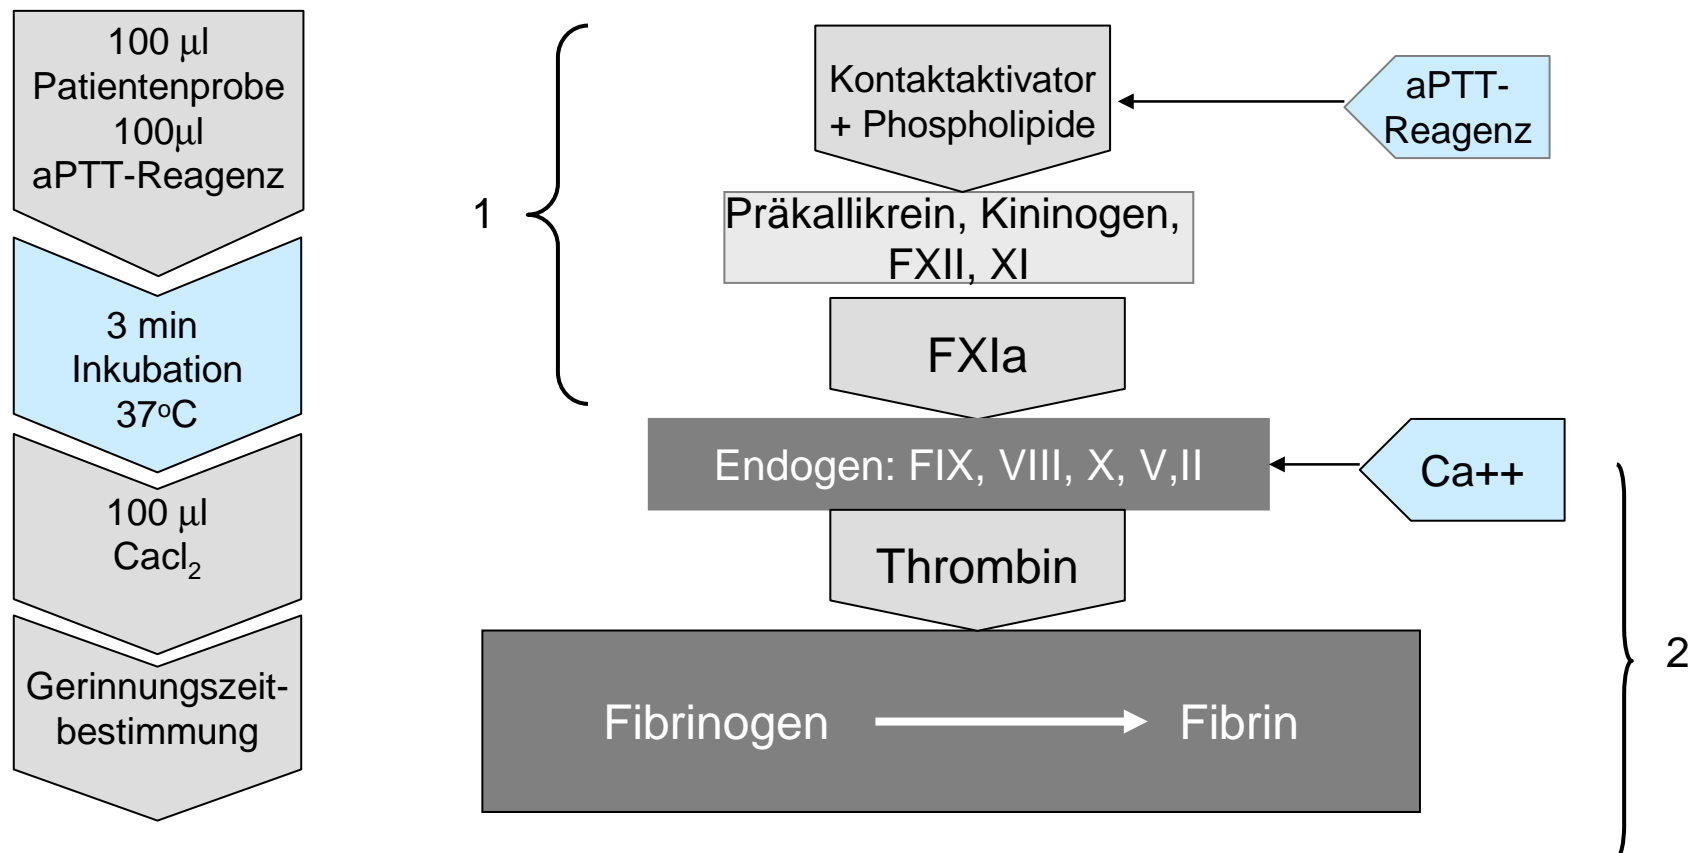 100 μl
Patientenprobe
100μl
aPTT-Reagenz
3 min
Inkubation
37°C
100 μl
Cacl₂
Gerinnungszeit-
bestimmung
1
Kontaktaktivator
+ Phospholipide
aPTT-
Reagenz
Präkallikrein, Kininogen,
FXII, XI
FXIa
Endogen: FIX, VIII, X, V,II
Ca++
Thrombin
Fibrinogen
Fibrin
2